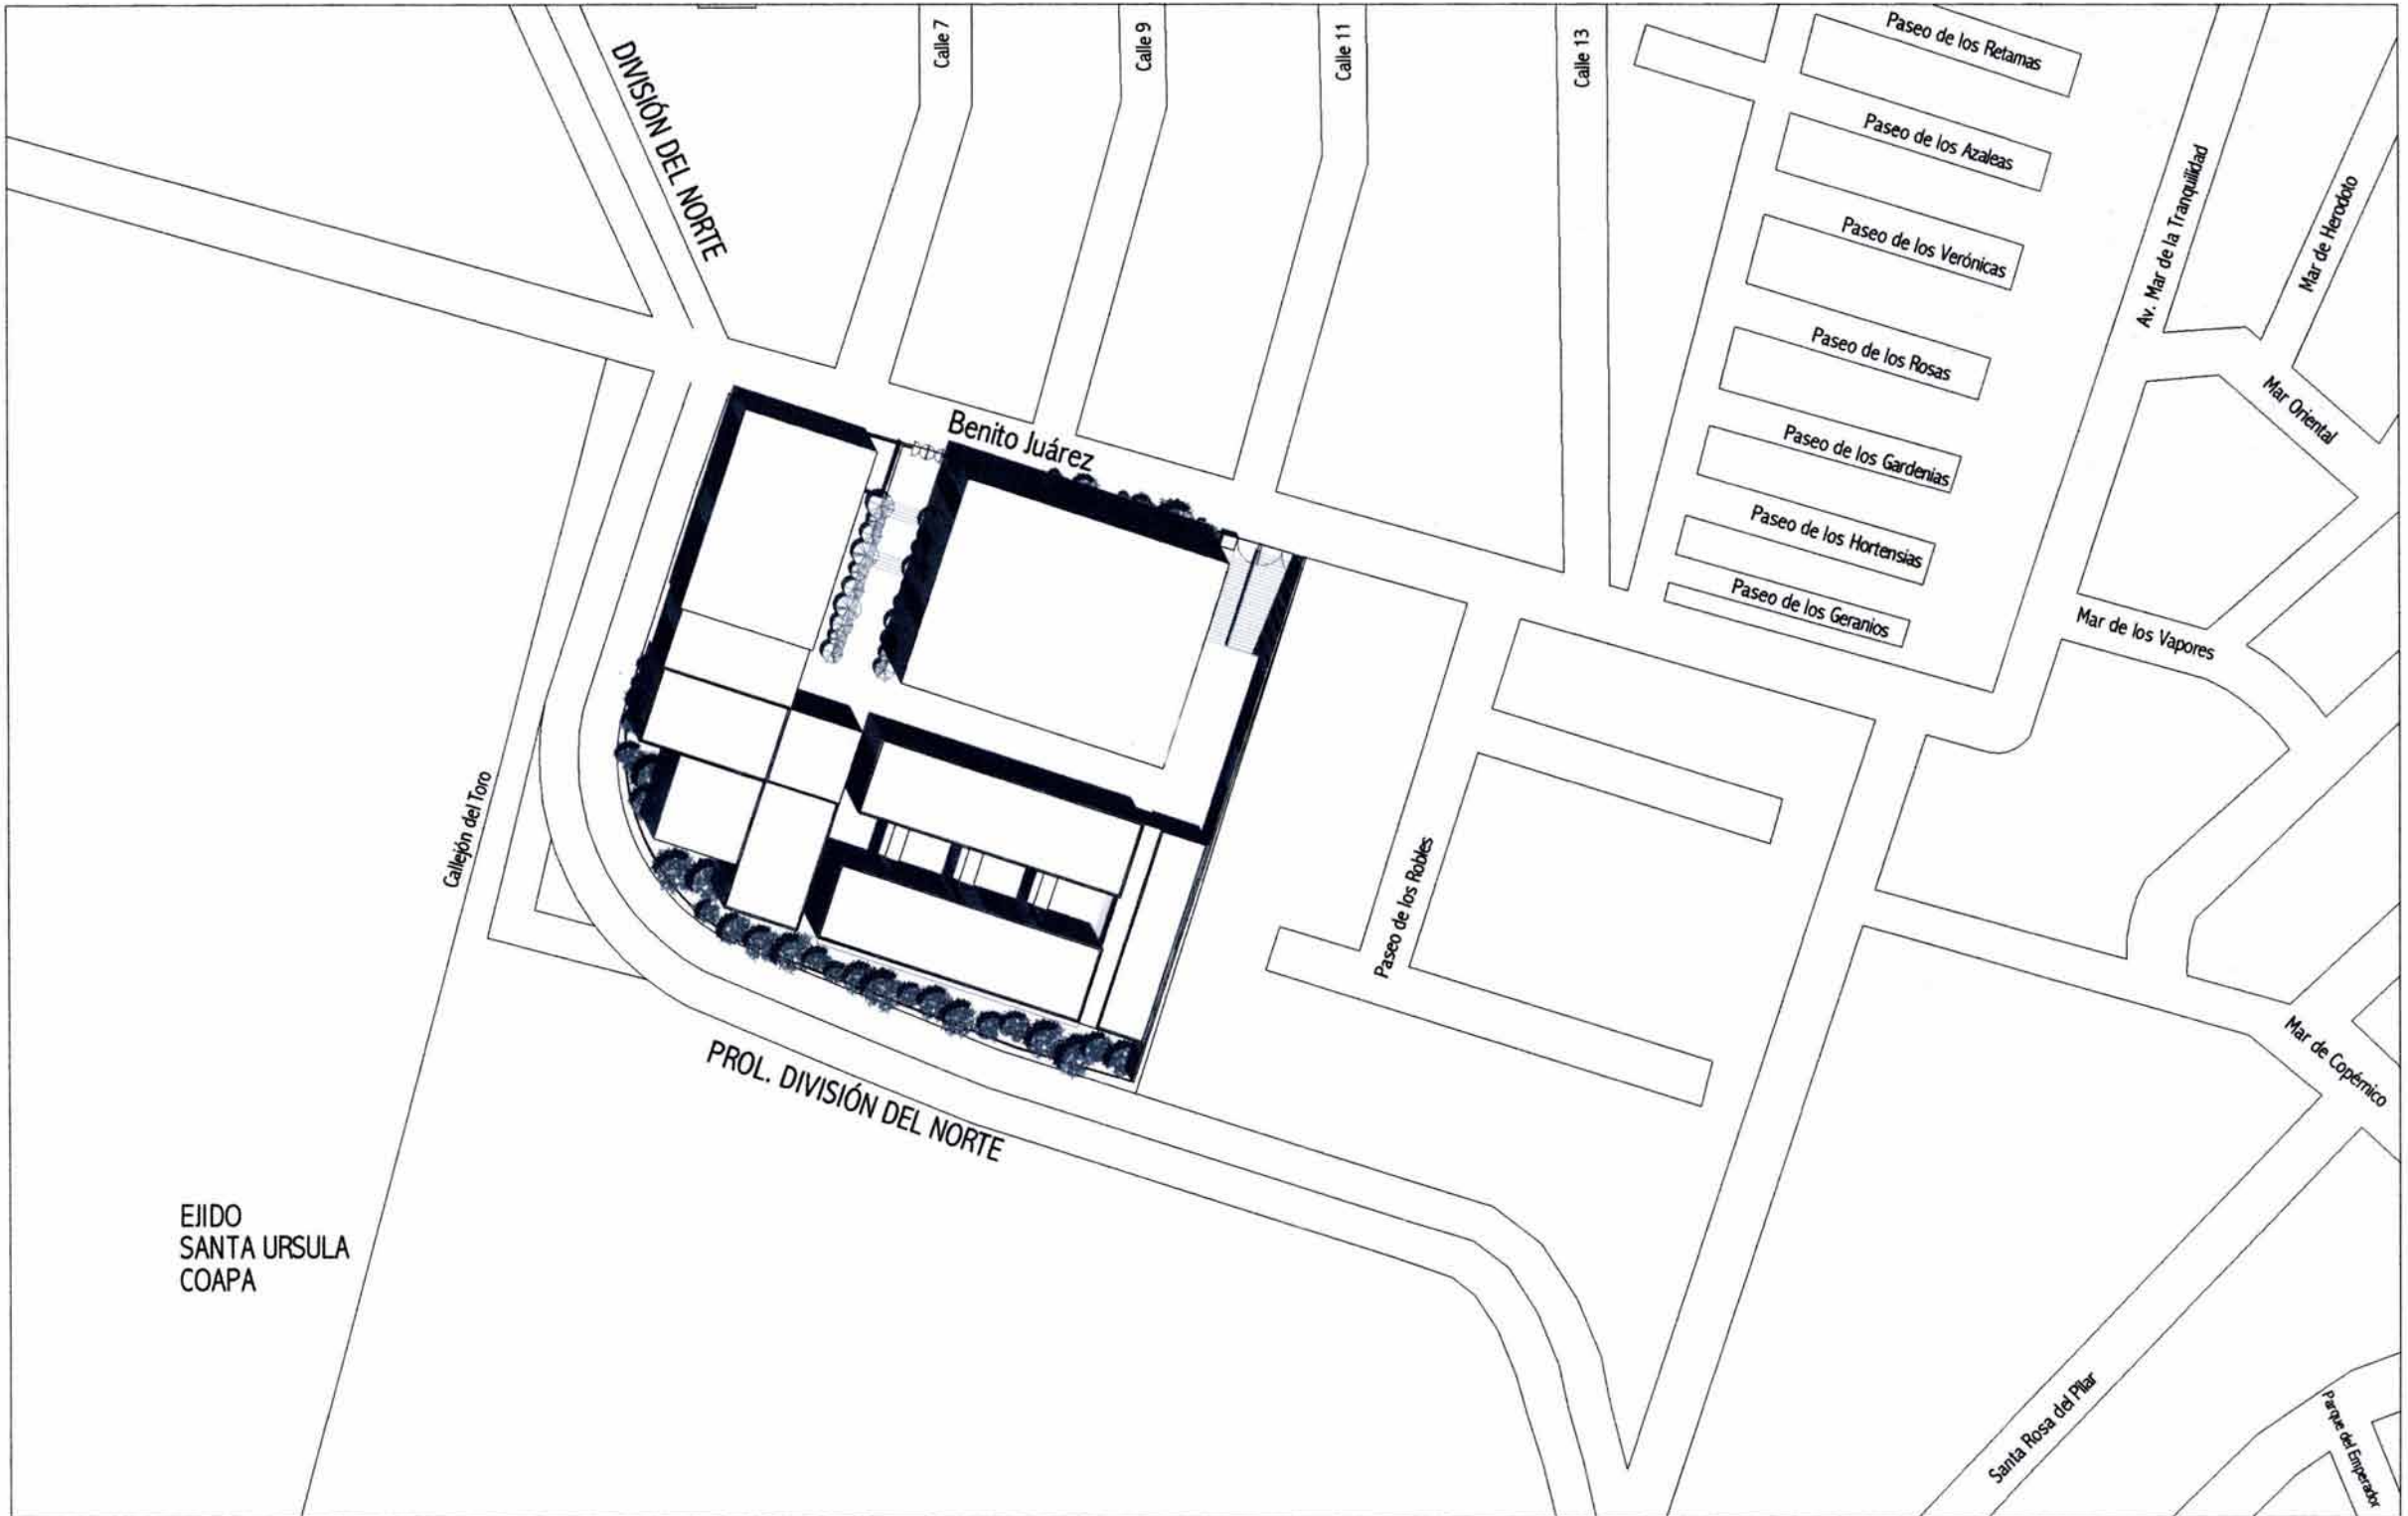 DIVISIÓN DEL NORTE
Calle 7
Calle 9
Calle 11
Calle 13
Paseo de los Retamas
Paseo de los Azaleas
Paseo de los Verónicas
Paseo de los Rosas
Paseo de los Gardenias
Paseo de los Hortensias
Paseo de los Geranios
Av. Mar de la Tranquilidad
Mar de Herodoto
Mar Oriental
Mar de los Vapores
Benito Juárez
Callejón del Toro
Paseo de los Robles
Mar de Copérnico
PROL. DIVISIÓN DEL NORTE
EJIDO
SANTA URSULA
COAPA
Santa Rosa del Pilar
Parque del Emperador